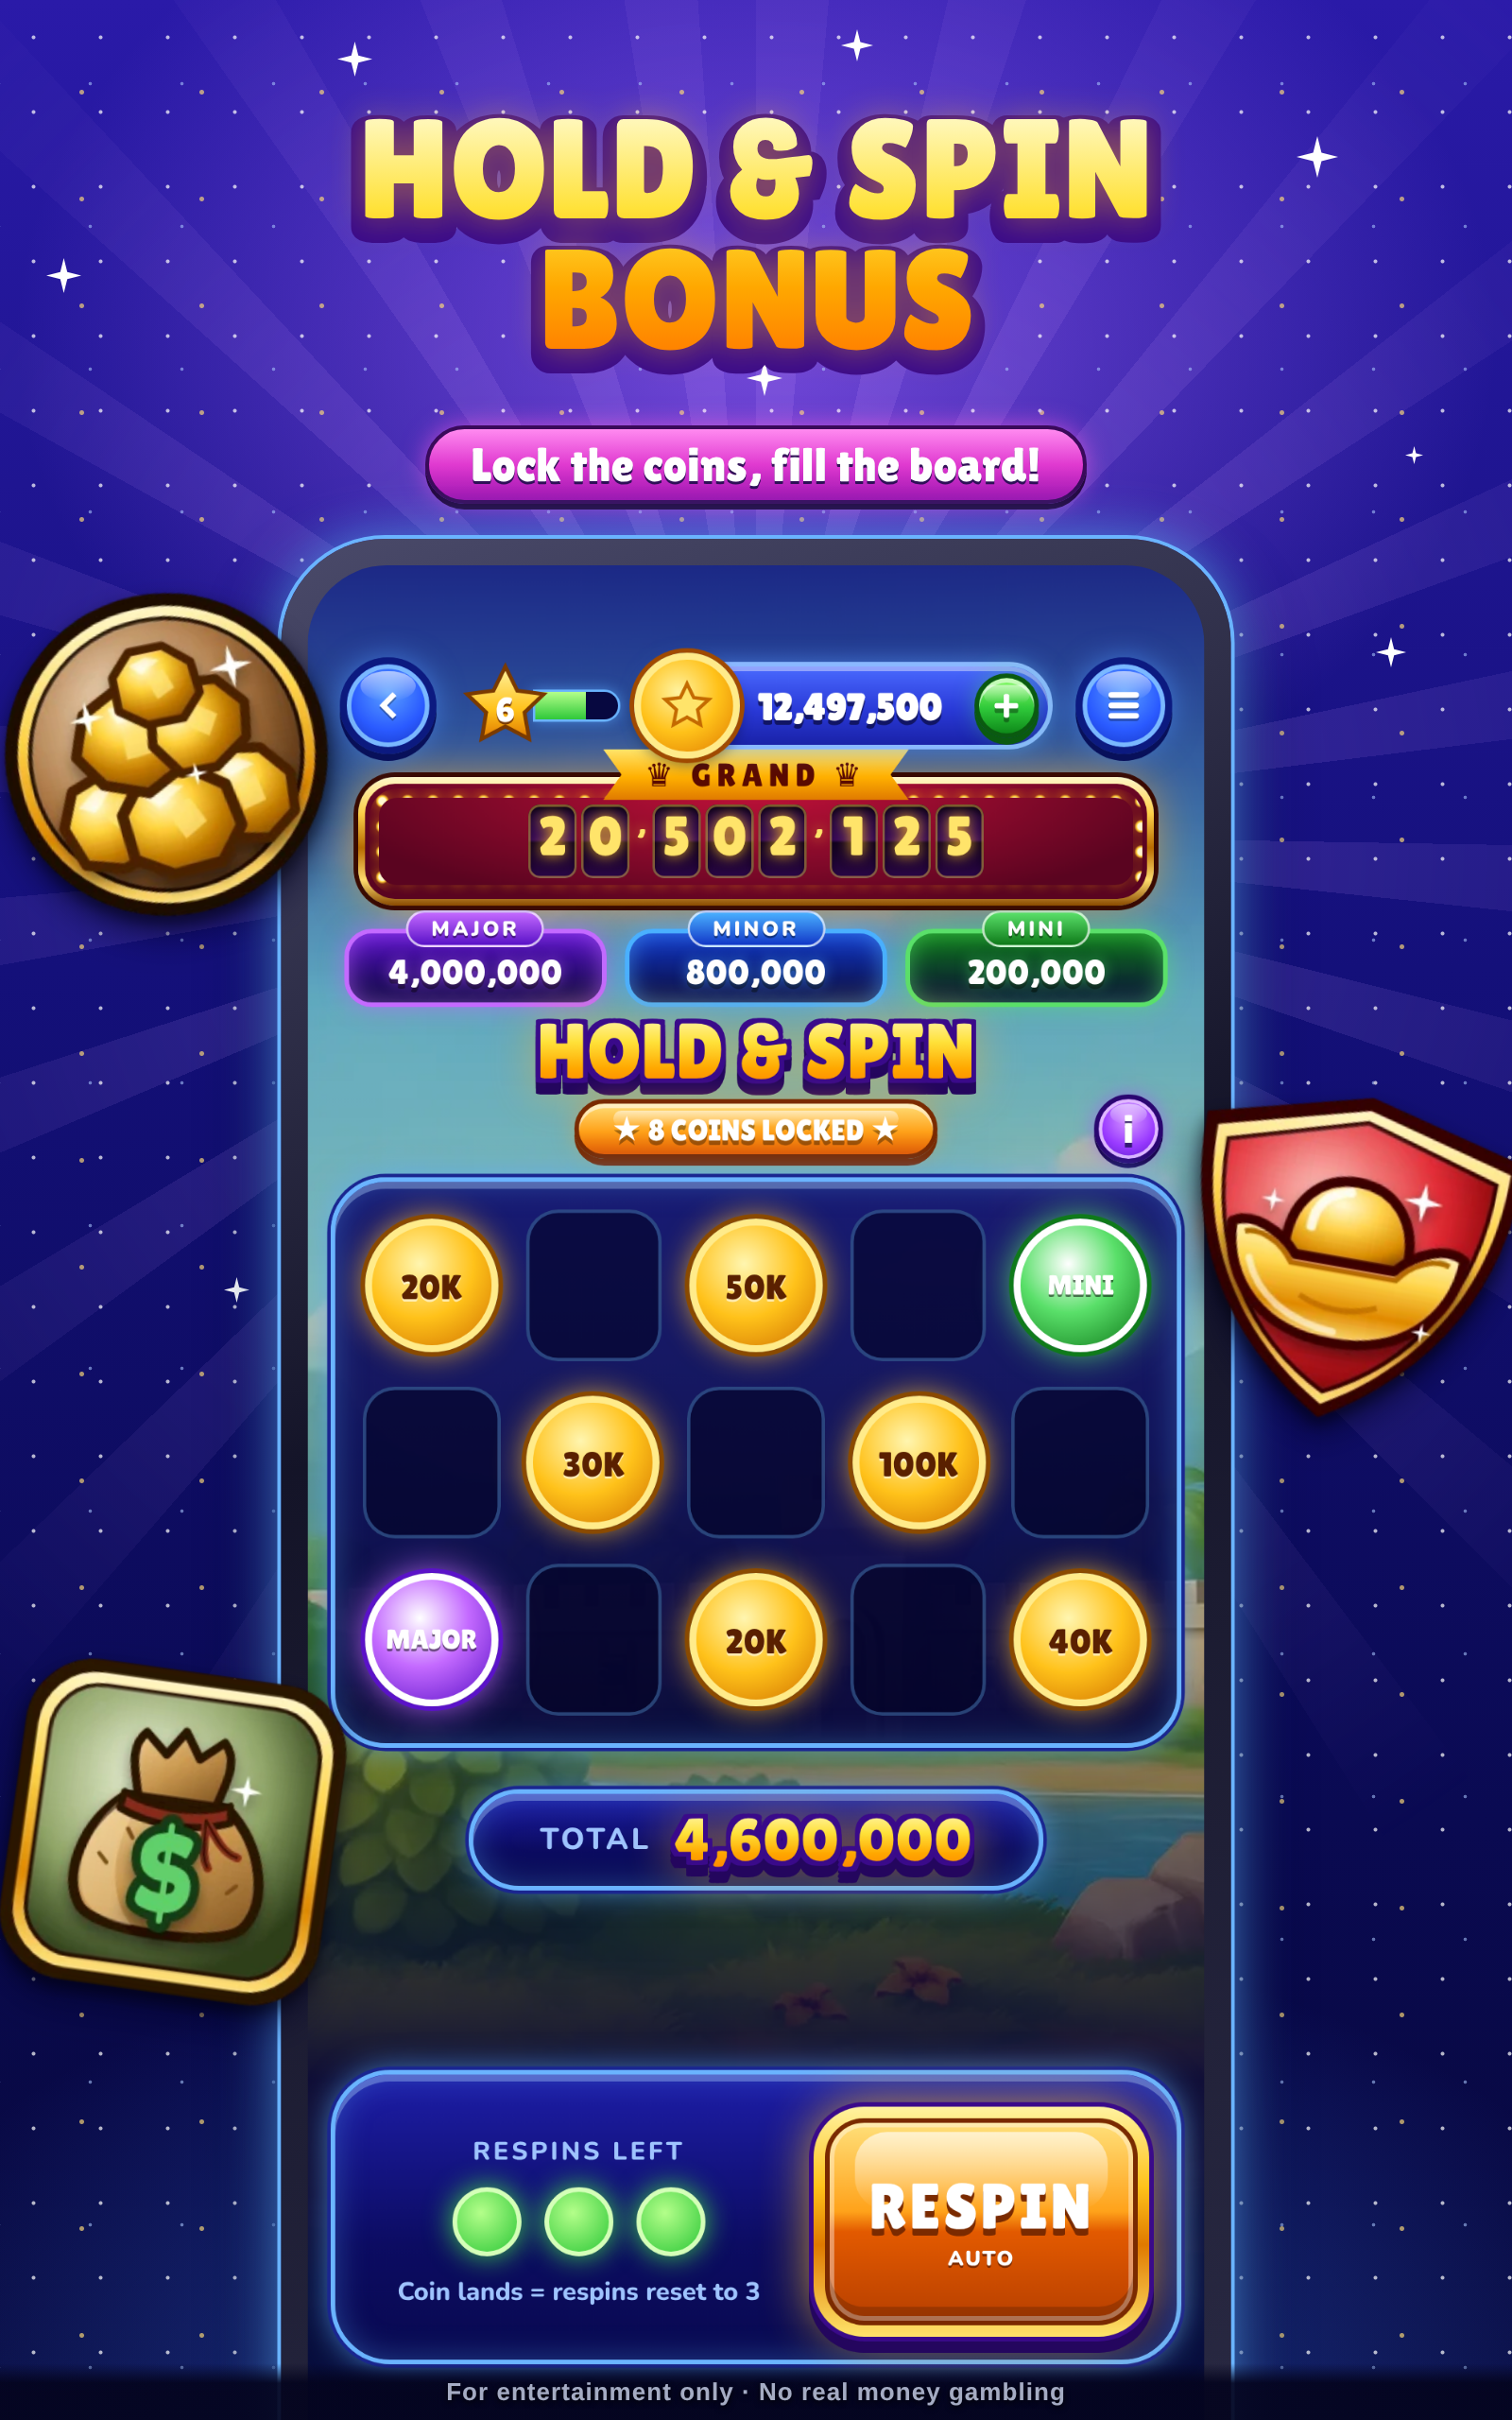 HOLD & SPIN
BONUS
Lock the coins, fill the board!
6
12,497,500
♛ GRAND ♛
20,502,125
MAJOR MINOR MINI
4,000,000 800,000 200,000
HOLD & SPIN
★ 8 COINS LOCKED ★
i
20K 50K MINI
30K 100K
MAJOR 20K 40K
$
TOTAL 4,600,000
RESPINS LEFT
RESPIN
AUTO
Coin lands = respins reset to 3
For entertainment only · No real money gambling